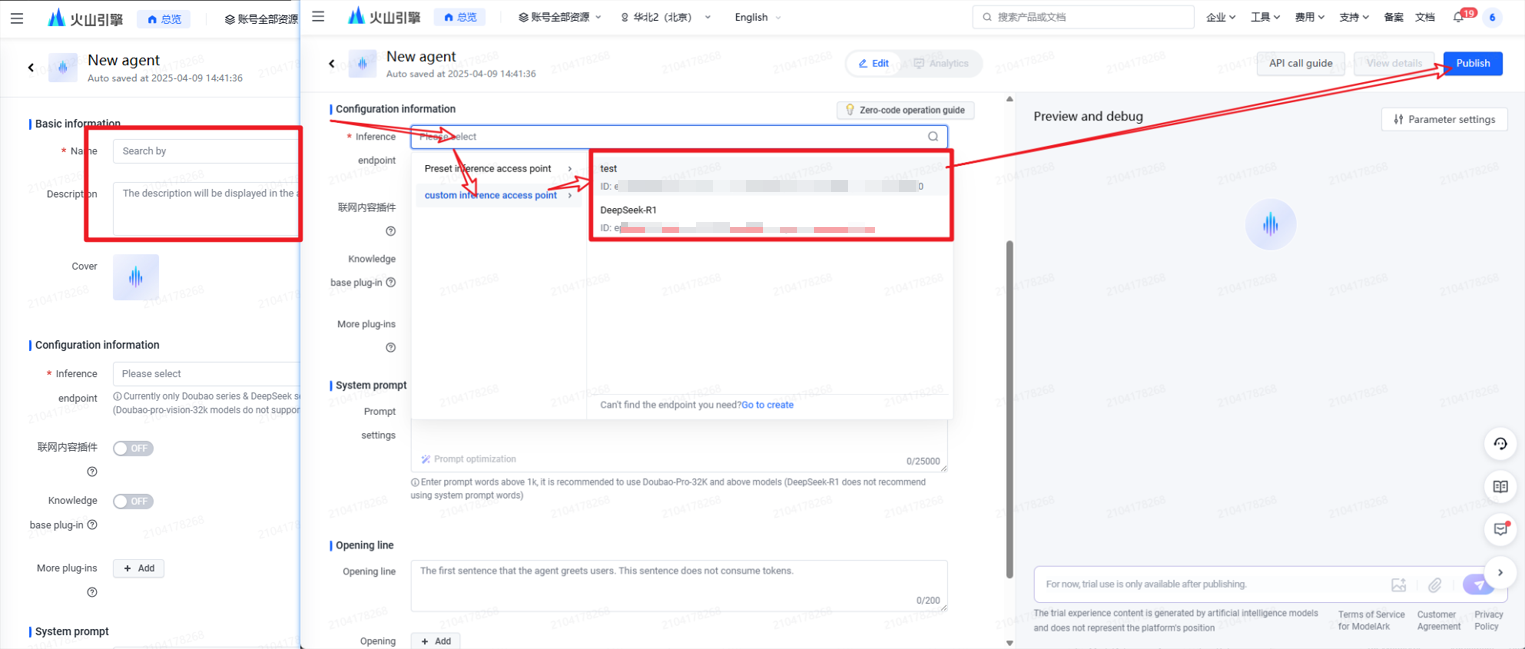 火山引擎
总览
账号全部资源
New agent
Auto saved at 2025-04-09 14:41:36
Basic information
* Name
Search by
Description
The description will be displayed in the a
Cover
Configuration information
* Inference
endpoint
Please select
Currently only Doubao series & DeepSeek se
(Doubao-pro-vision-32k models do not suppor
联网内容插件
OFF
Knowledge
base plug-in
OFF
More plug-ins
+ Add
System prompt
火山引擎
总览
账号全部资源
华北2（北京）
English
搜索产品或文档
企业
工具
费用
支持
备案
文档
19
6
New agent
Auto saved at 2025-04-09 14:41:36
Edit
Analytics
API call guide
View details
Publish
Configuration information
Zero-code operation guide
* Inference
endpoint
Please select
Preset inference access point
custom inference access point
test
ID: e
0
DeepSeek-R1
ID: ep
Can't find the endpoint you need?Go to create
联网内容插件
Knowledge
base plug-in
More plug-ins
System prompt
Prompt
settings
Prompt optimization
0/25000
Enter prompt words above 1k, it is recommended to use Doubao-Pro-32K and above models (DeepSeek-R1 does not recommend
using system prompt words)
Opening line
Opening line
The first sentence that the agent greets users. This sentence does not consume tokens.
0/200
Opening
+ Add
Preview and debug
Parameter settings
For now, trial use is only available after publishing.
The trial experience content is generated by artificial intelligence models
and does not represent the platform's position
Terms of Service
for ModelArk
Customer
Agreement
Privacy
Policy
2104178268